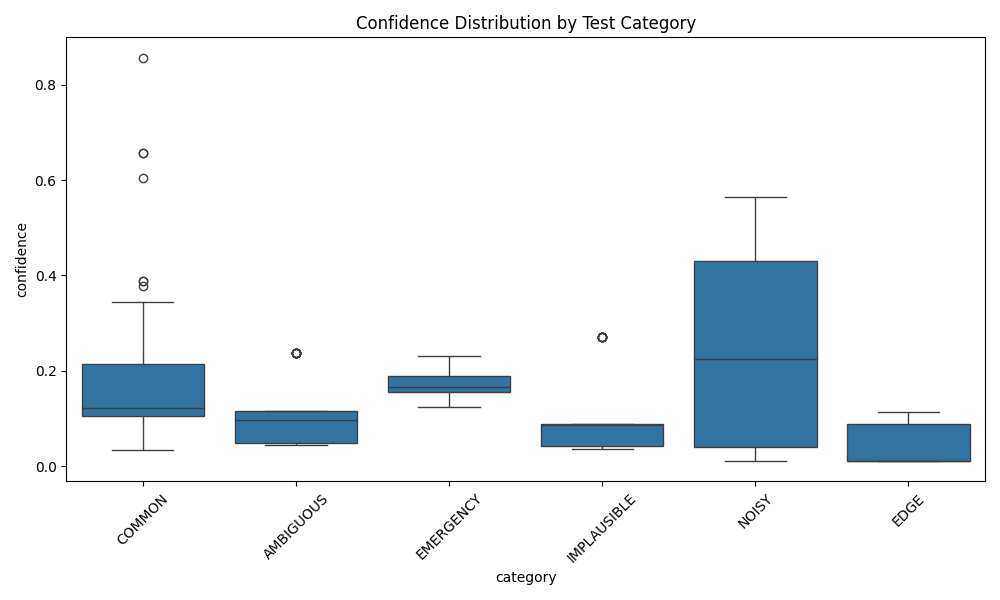 Confidence Distribution by Test Category
confidence
0.8
0.6
0.4
0.2
0.0
COMMON
AMBIGUOUS
EMERGENCY
IMPLAUSIBLE
NOISY
EDGE
category